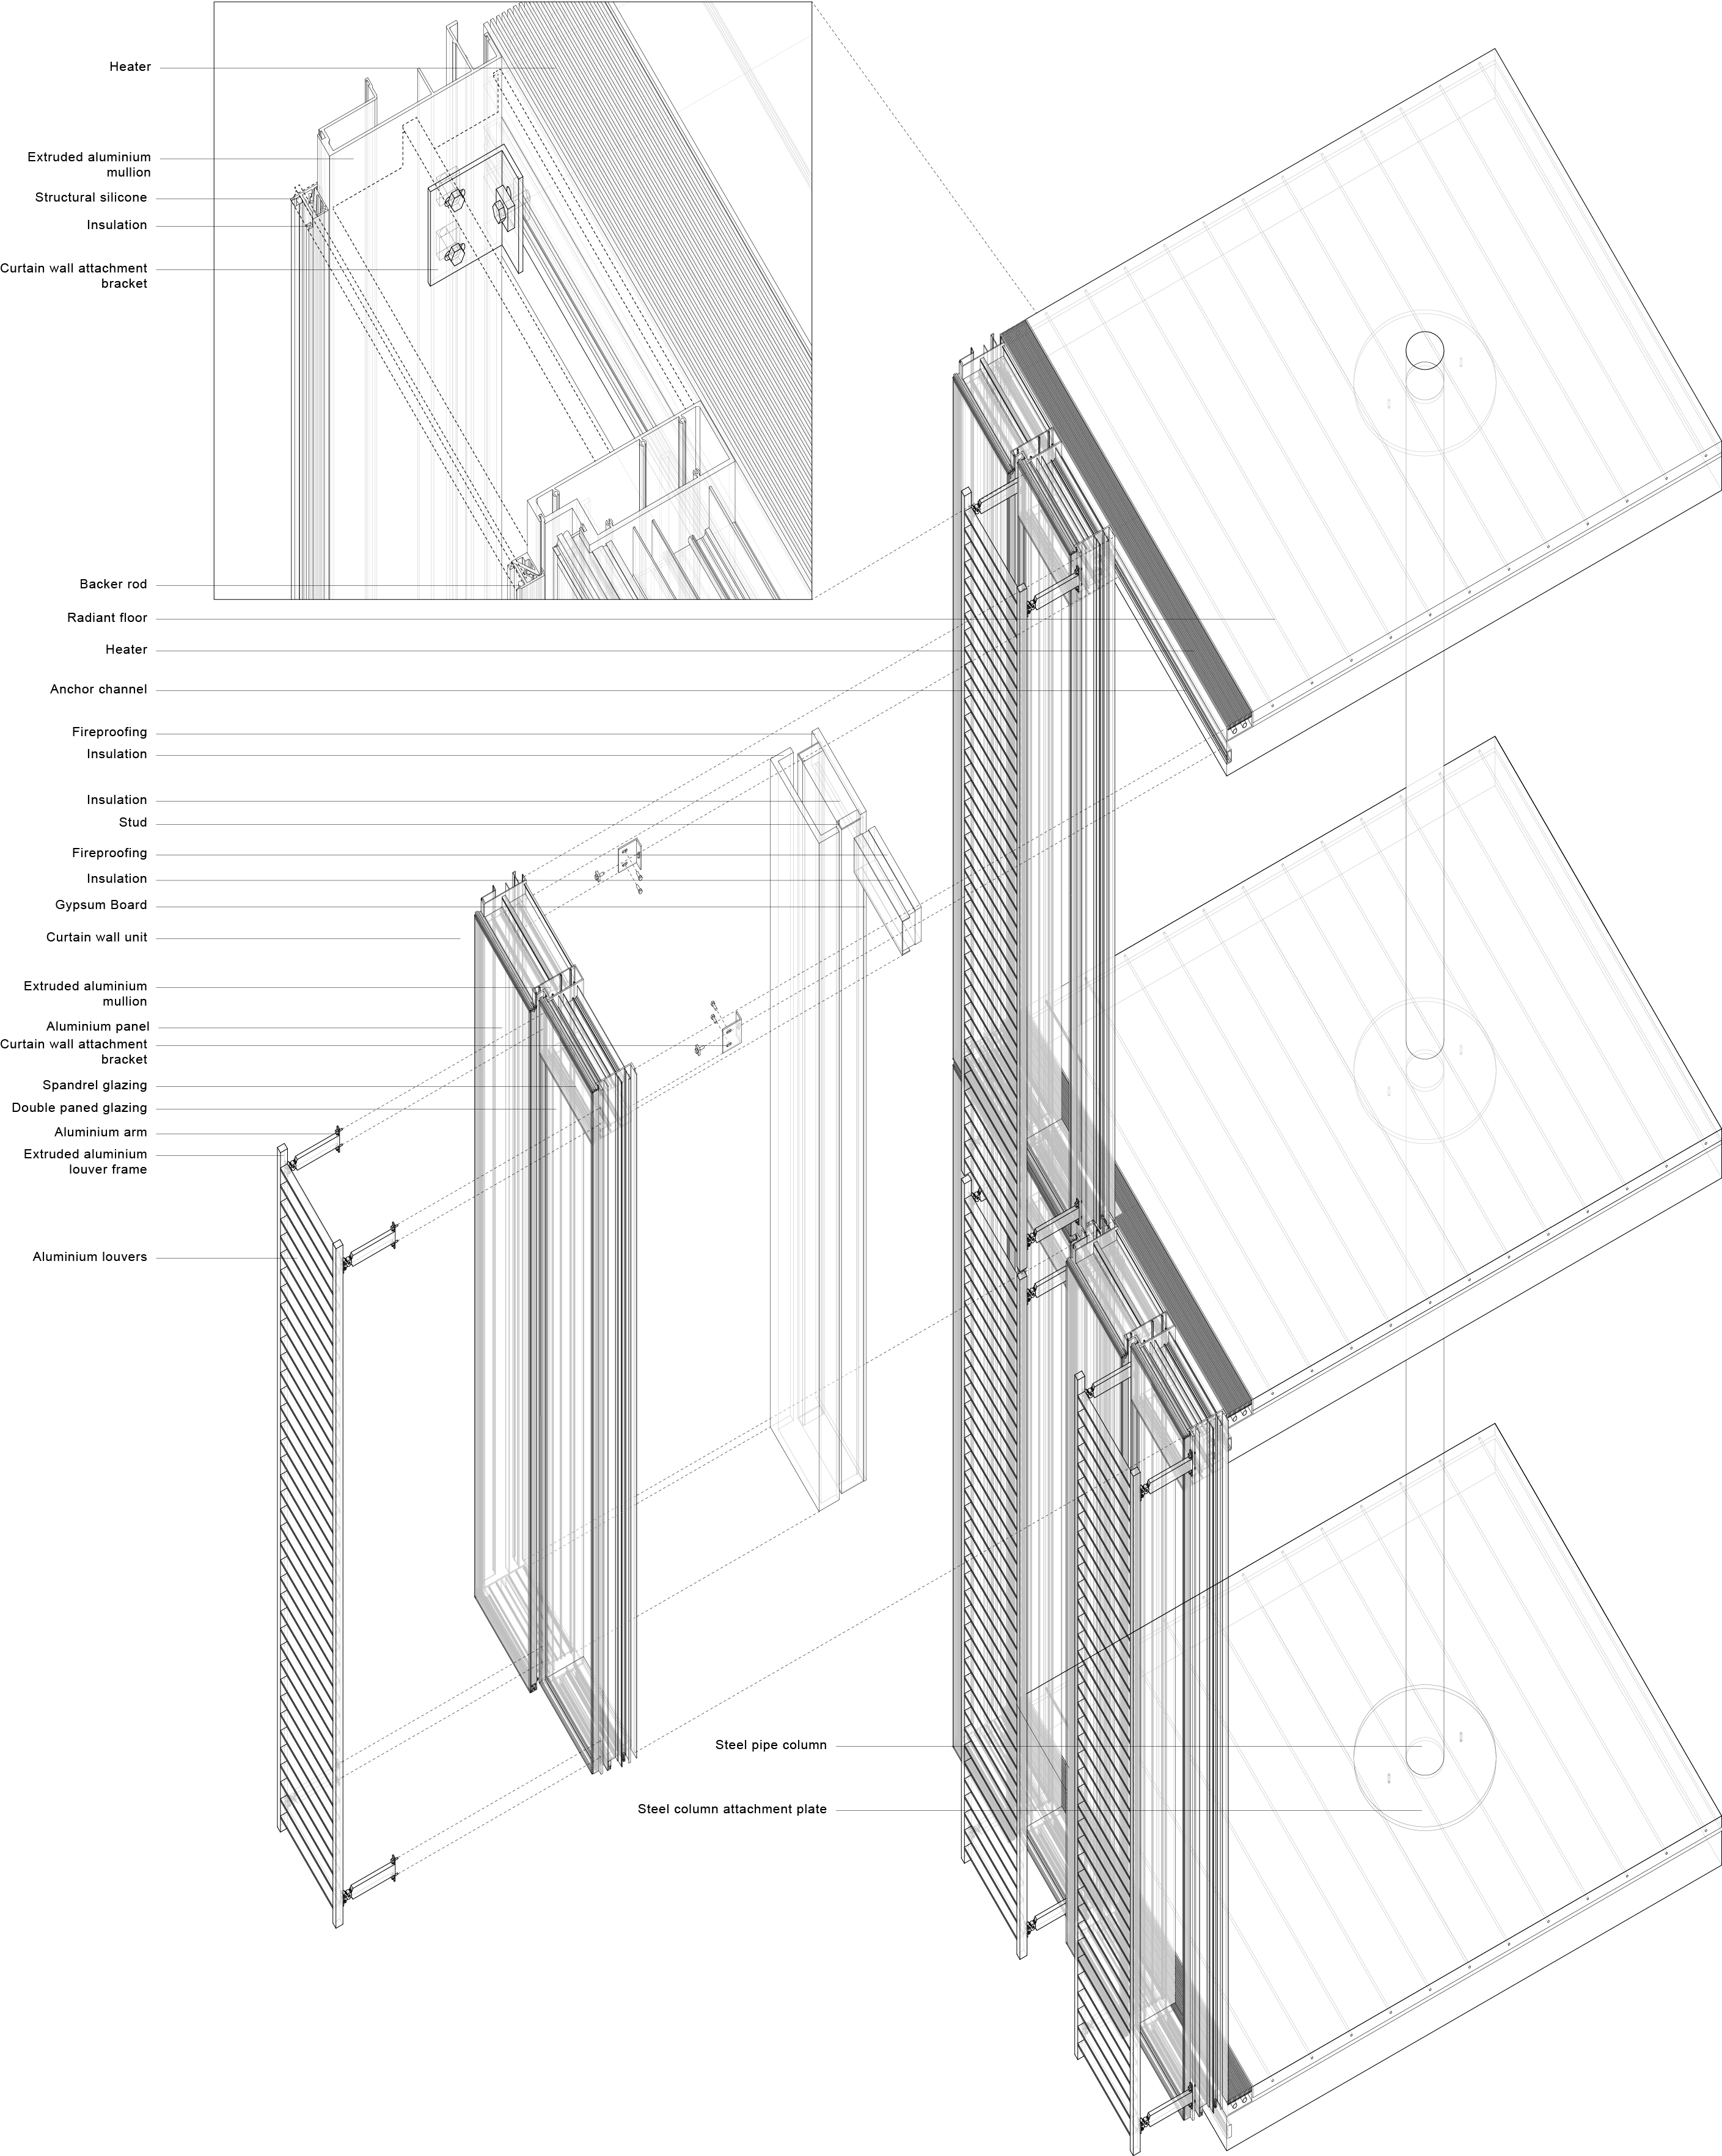 Heater
Extruded aluminium
mullion
Structural silicone
Insulation
Curtain wall attachment
bracket
Backer rod
Radiant floor
Heater
Anchor channel
Fireproofing
Insulation
Insulation
Stud
Fireproofing
Insulation
Gypsum Board
Curtain wall unit
Extruded aluminium
mullion
Aluminium panel
Curtain wall attachment
bracket
Spandrel glazing
Double paned glazing
Aluminium arm
Extruded aluminium
louver frame
Aluminium louvers
Steel pipe column
Steel column attachment plate